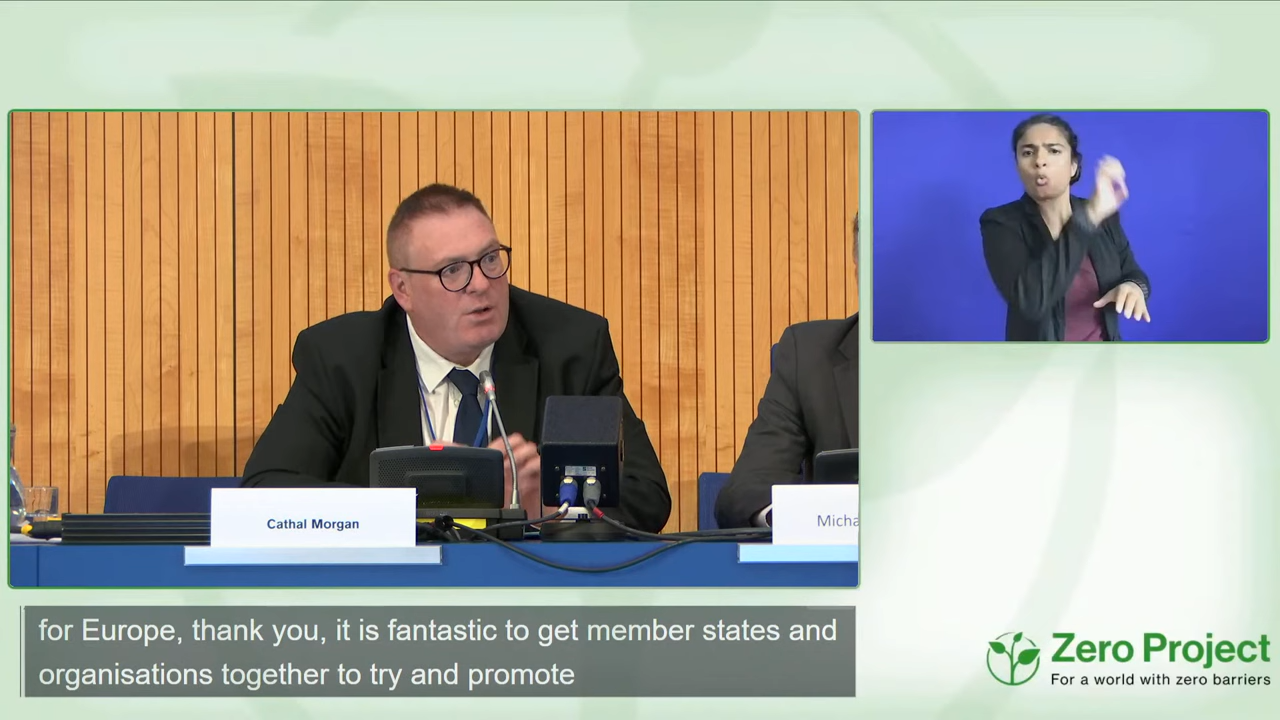 Cathal Morgan
Micha
for Europe, thank you, it is fantastic to get member states and
organisations together to try and promote
Zero Project
For a world with zero barriers